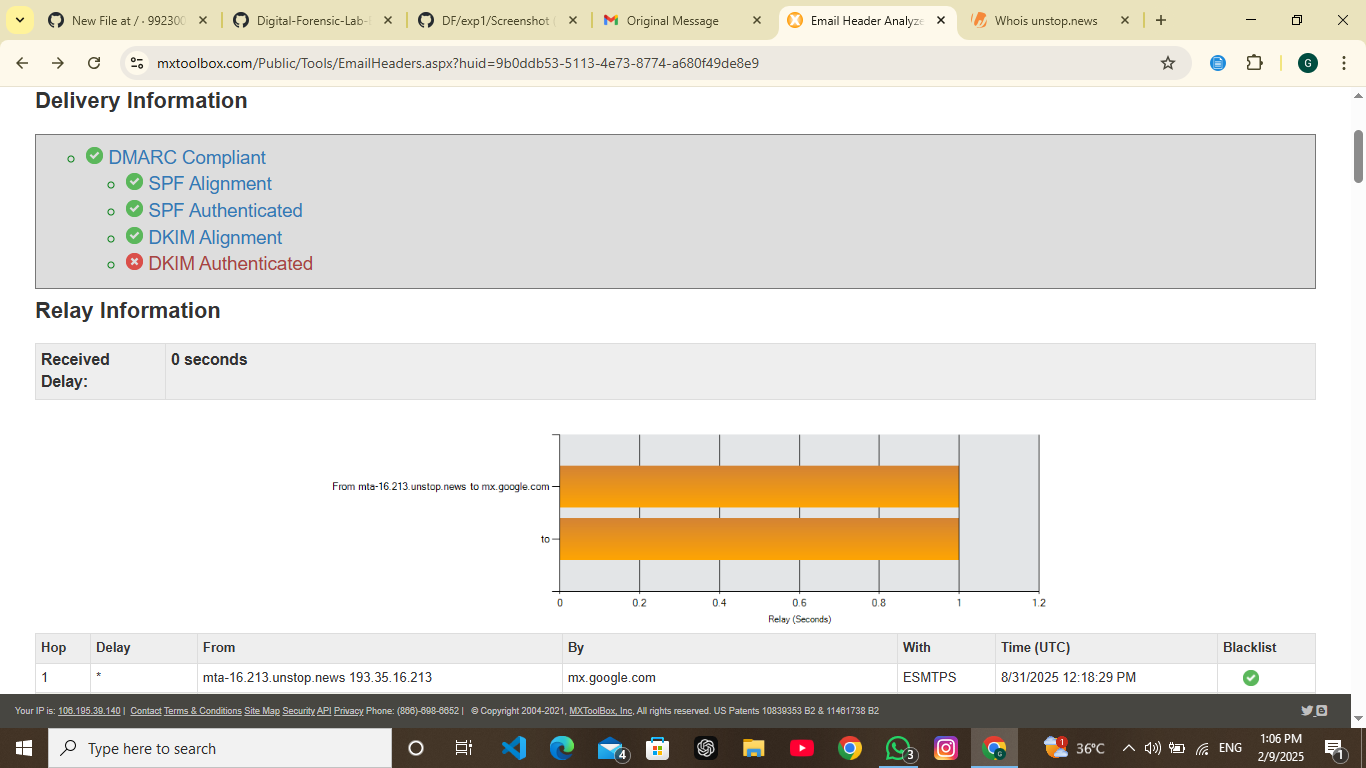 New File at / · 992300
Digital-Forensic-Lab-
DF/exp1/Screenshot (
Original Message
Email Header Analyze
Whois unstop.news
mxtoolbox.com/Public/Tools/EmailHeaders.aspx?huid=9b0ddb53-5113-4e73-8774-a680f49de8e9
G
Delivery Information
DMARC Compliant
SPF Alignment
SPF Authenticated
DKIM Alignment
DKIM Authenticated
Relay Information
Received Delay: 0 seconds
From mta-16.213.unstop.news to mx.google.com
to
0 0.2 0.4 0.6 0.8 1 1.2
Relay (Seconds)
Hop Delay From By With Time (UTC) Blacklist
1 * mta-16.213.unstop.news 193.35.16.213 mx.google.com ESMTPS 8/31/2025 12:18:29 PM
Your IP is: 106.195.39.140 | Contact Terms & Conditions Site Map Security API Privacy Phone: (866)-698-6652 | © Copyright 2004-2021, MXToolBox, Inc, All rights reserved. US Patents 10839353 B2 & 11461738 B2
Type here to search
4
3
G
1
36°C
ENG
1:06 PM
2/9/2025
1